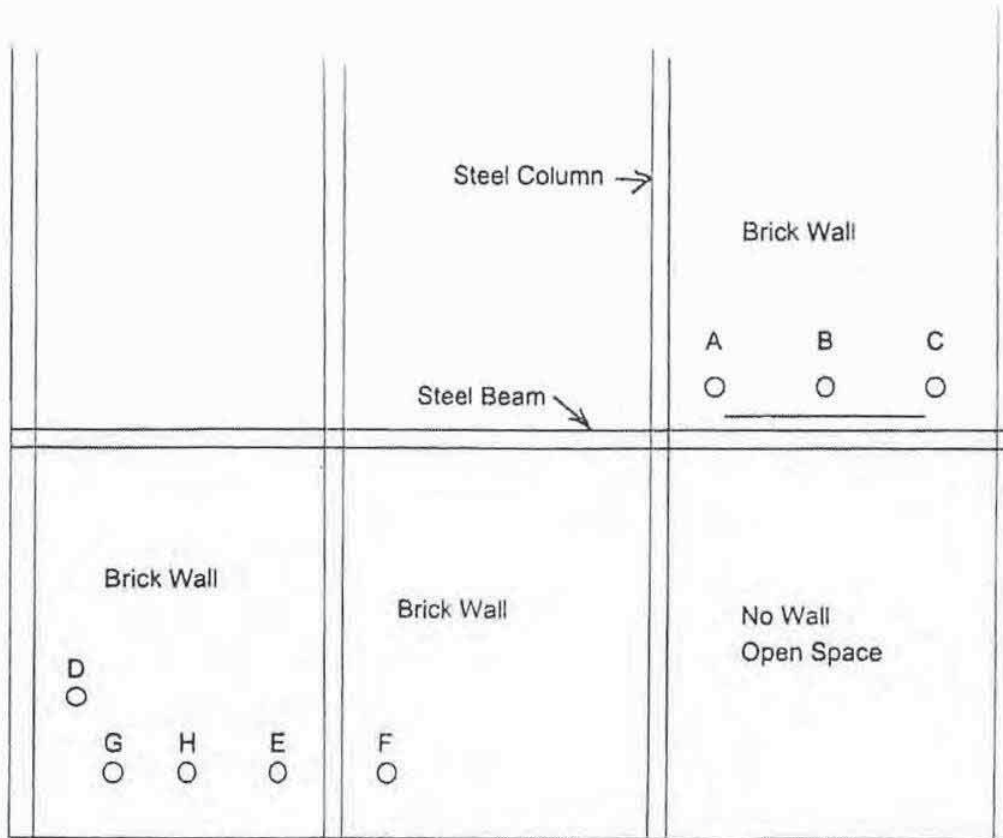 Steel Column
Brick Wall
A B C
Steel Beam
Brick Wall
Brick Wall
No Wall
Open Space
D
G H E F